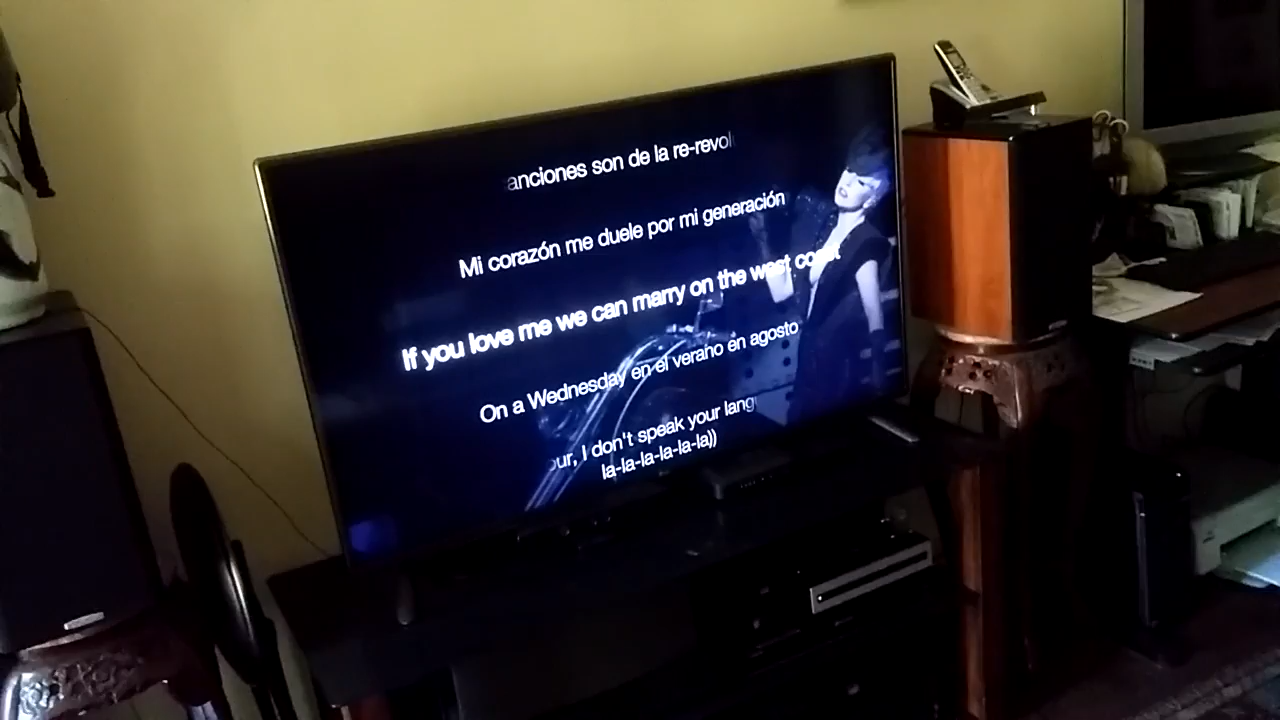 anciones son de la re-revol
Mi corazón me duele por mi generación
If you love me we can marry on the west coast
On a Wednesday en el verano en agosto
our, I don't speak your lang
la-la-la-la-la-la))